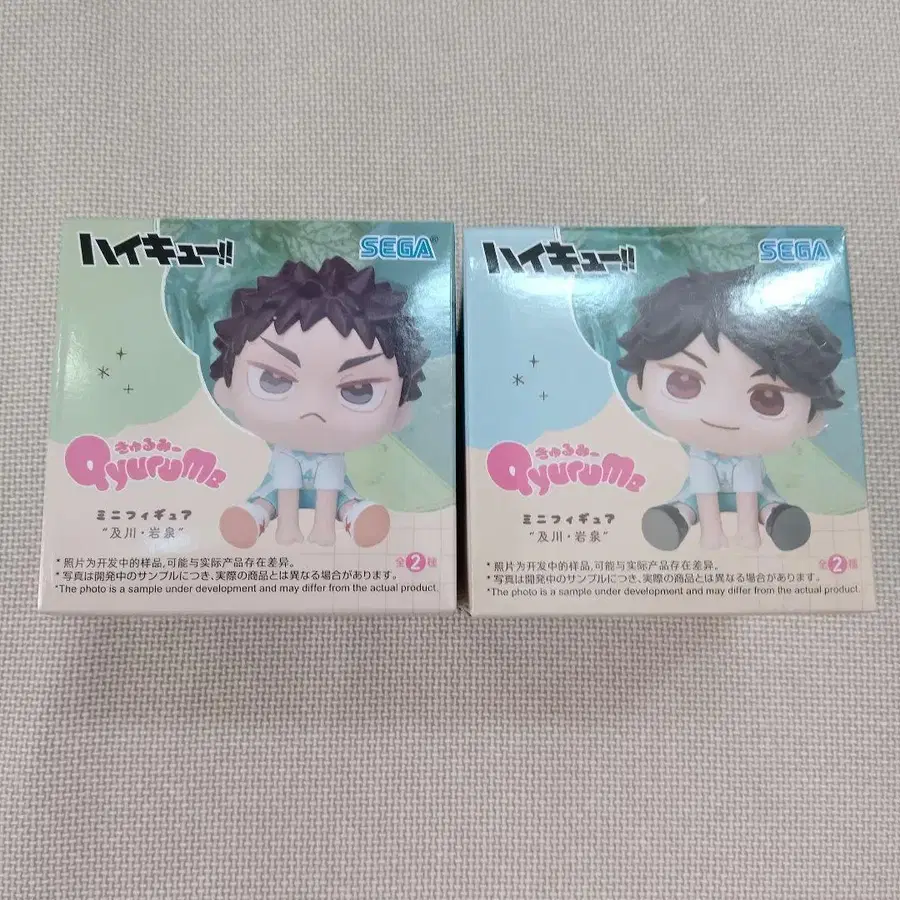 ハイキュー!!
SEGA
きゅるみー
QyuruMe
ミニフィギュア
“及川・岩泉”
* 照片为开发中的样品,可能与实际产品存在差异。
* 写真は開発中のサンプルにつき、実際の商品とは異なる場合があります。
*The photo is a sample under development and may differ from the actual product.
全2種
ハイキュー!!
SEGA
きゅるみー
QyuruMe
ミニフィギュア
“及川・岩泉”
* 照片为开发中的样品,可能与实际产品存在差异。
* 写真は開発中のサンプルにつき、実際の商品とは異なる場合があります。
*The photo is a sample under development and may differ from the actual product.
全2種